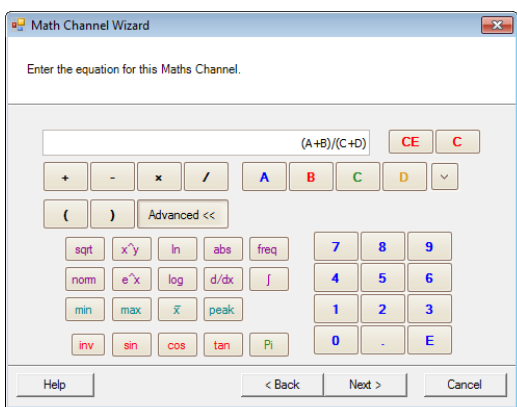 Math Channel Wizard
Enter the equation for this Maths Channel.
(A+B)/(C+D) CE C
+ - × / A B C D
( ) Advanced <<
sqrt x^y ln abs freq 7 8 9
norm e^x log d/dx ∫ 4 5 6
min max x̄ peak 1 2 3
inv sin cos tan Pi 0 . E
Help < Back Next > Cancel